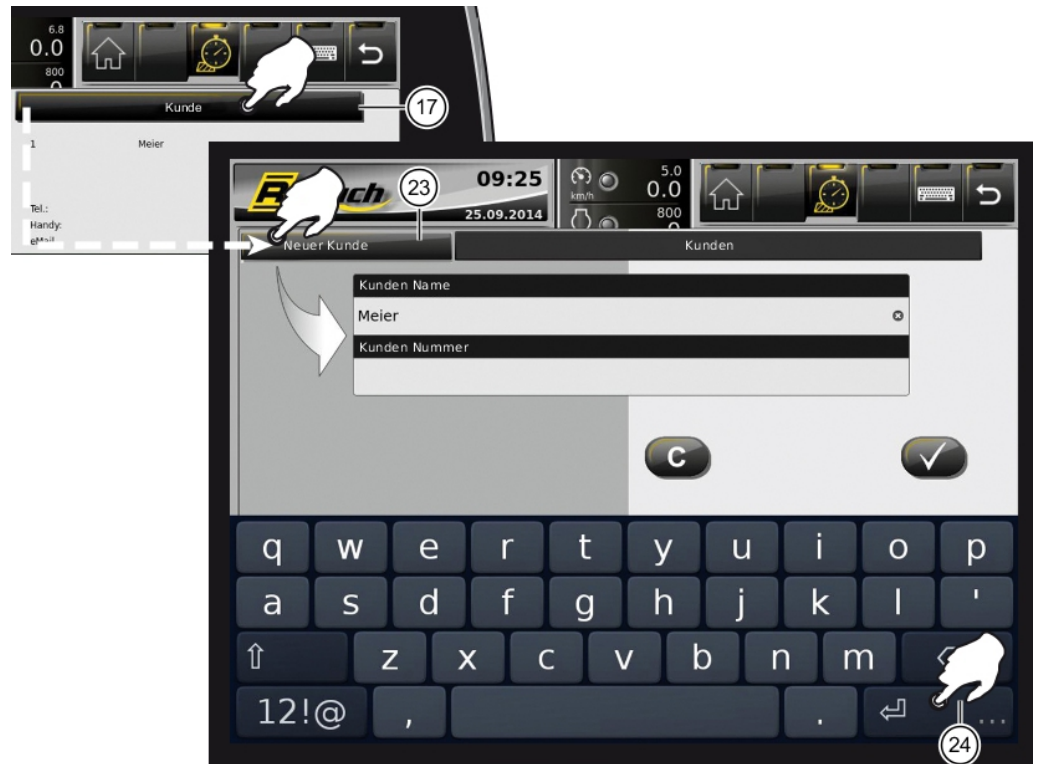 6.8
0.0
800
Kunde
17
1 Meier
Tel.:
Handy:
eMail
23
09:25
25.09.2014
km/h
5.0
0.0
800
Neuer Kunde
Kunden
Kunden Name
Meier
Kunden Nummer
C
q w e r t y u i o p
a s d f g h j k l '
z x c v b n m
12!@ , . ...
24